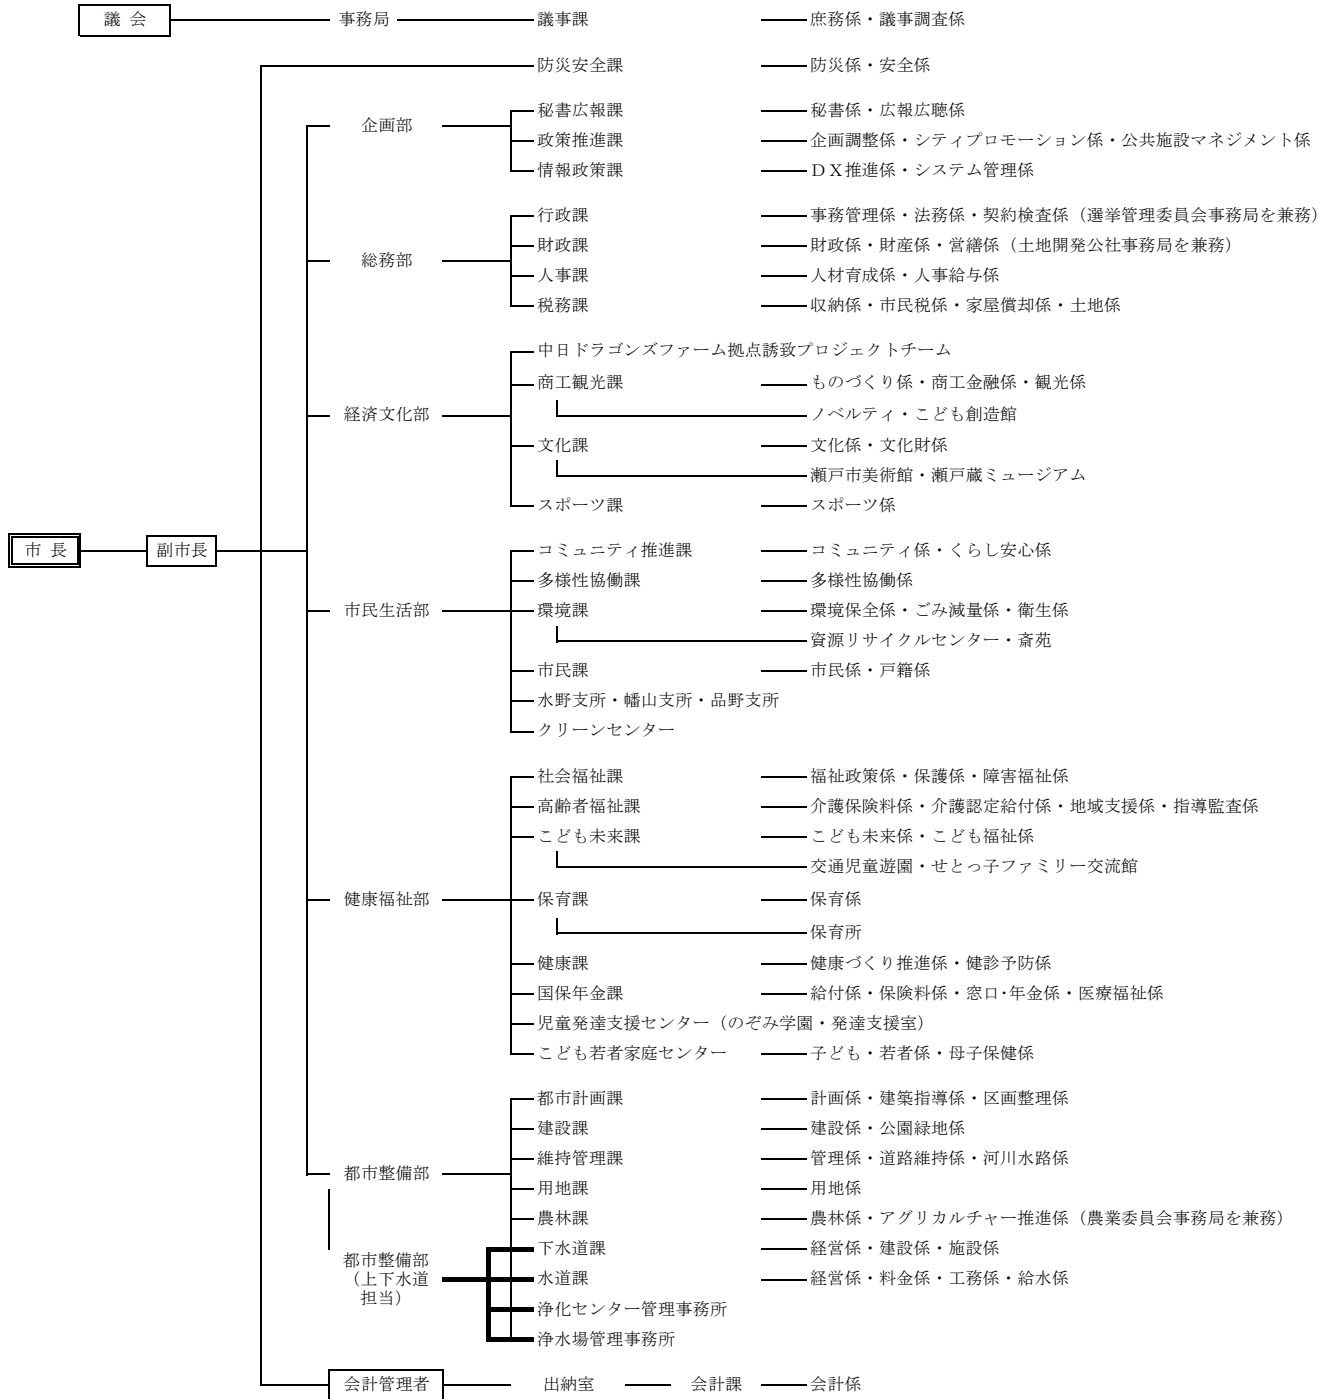 議 会 事務局 議事課 庶務係・議事調査係
防災安全課 防災係・安全係
秘書広報課 秘書係・広報広聴係
企画部
政策推進課 企画調整係・シティプロモーション係・公共施設マネジメント係
情報政策課 ＤＸ推進係・システム管理係
行政課 事務管理係・法務係・契約検査係（選挙管理委員会事務局を兼務）
財政課 財政係・財産係・営繕係（土地開発公社事務局を兼務）
総務部
人事課 人材育成係・人事給与係
税務課 収納係・市民税係・家屋償却係・土地係
中日ドラゴンズファーム拠点誘致プロジェクトチーム
商工観光課 ものづくり係・商工金融係・観光係
経済文化部 ノベルティ・こども創造館
文化課 文化係・文化財係
瀬戸市美術館・瀬戸蔵ミュージアム
スポーツ課 スポーツ係
市 長 副市長 コミュニティ推進課 コミュニティ係・くらし安心係
多様性協働課 多様性協働係
市民生活部 環境課 環境保全係・ごみ減量係・衛生係
資源リサイクルセンター・斎苑
市民課 市民係・戸籍係
水野支所・幡山支所・品野支所
クリーンセンター
社会福祉課 福祉政策係・保護係・障害福祉係
高齢者福祉課 介護保険料係・介護認定給付係・地域支援係・指導監査係
こども未来課 こども未来係・こども福祉係
交通児童遊園・せとっ子ファミリー交流館
健康福祉部 保育課 保育係
保育所
健康課 健康づくり推進係・健診予防係
国保年金課 給付係・保険料係・窓口･年金係・医療福祉係
児童発達支援センター（のぞみ学園・発達支援室）
こども若者家庭センター 子ども・若者係・母子保健係
都市計画課 計画係・建築指導係・区画整理係
建設課 建設係・公園緑地係
維持管理課 管理係・道路維持係・河川水路係
都市整備部
用地課 用地係
農林課 農林係・アグリカルチャー推進係（農業委員会事務局を兼務）
下水道課 経営係・建設係・施設係
都市整備部
（上下水道
担当）
水道課 経営係・料金係・工務係・給水係
浄化センター管理事務所
浄水場管理事務所
会計管理者 出納室 会計課 会計係